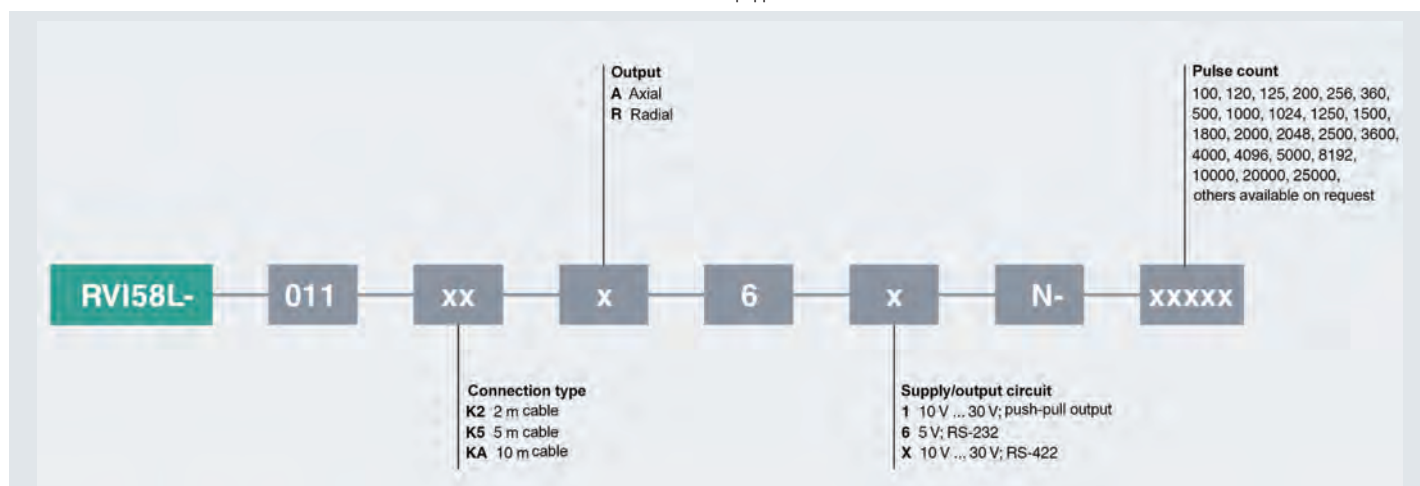 Output
A Axial
R Radial
Pulse count
100, 120, 125, 200, 256, 360,
500, 1000, 1024, 1250, 1500,
1800, 2000, 2048, 2500, 3600,
4000, 4096, 5000, 8192,
10000, 20000, 25000,
others available on request
RVI58L- 011 xx x 6 x N- xxxxx
Connection type
K2 2 m cable
K5 5 m cable
KA 10 m cable
Supply/output circuit
1 10 V ... 30 V; push-pull output
6 5 V; RS-232
X 10 V ... 30 V; RS-422